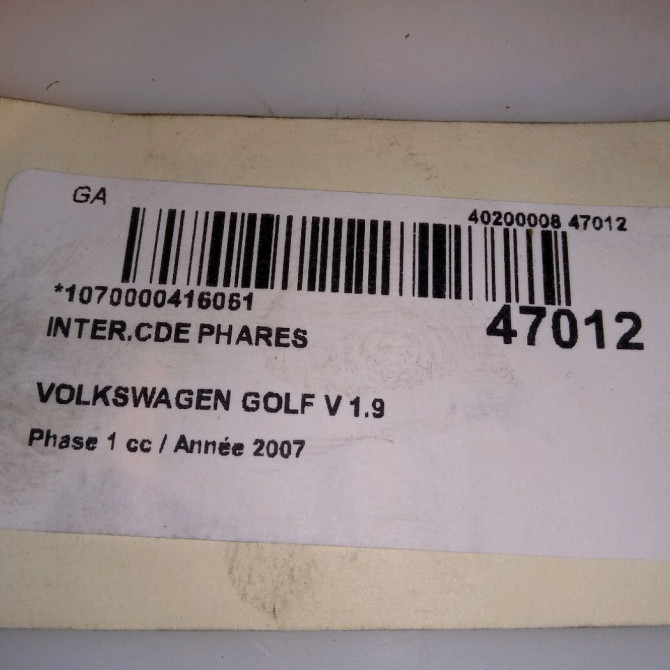 GA
40200008 47012
*1070000416061
47012
INTER.CDE PHARES
VOLKSWAGEN GOLF V 1.9
Phase 1 cc / Année 2007